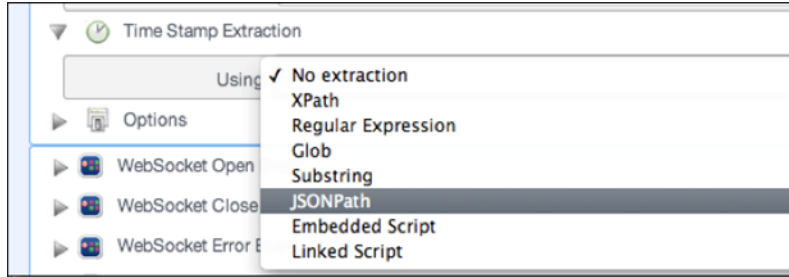 Time Stamp Extraction
Using
✓ No extraction
XPath
Regular Expression
Options
Glob
Substring
WebSocket Open
JSONPath
WebSocket Close
Embedded Script
WebSocket Error
Linked Script